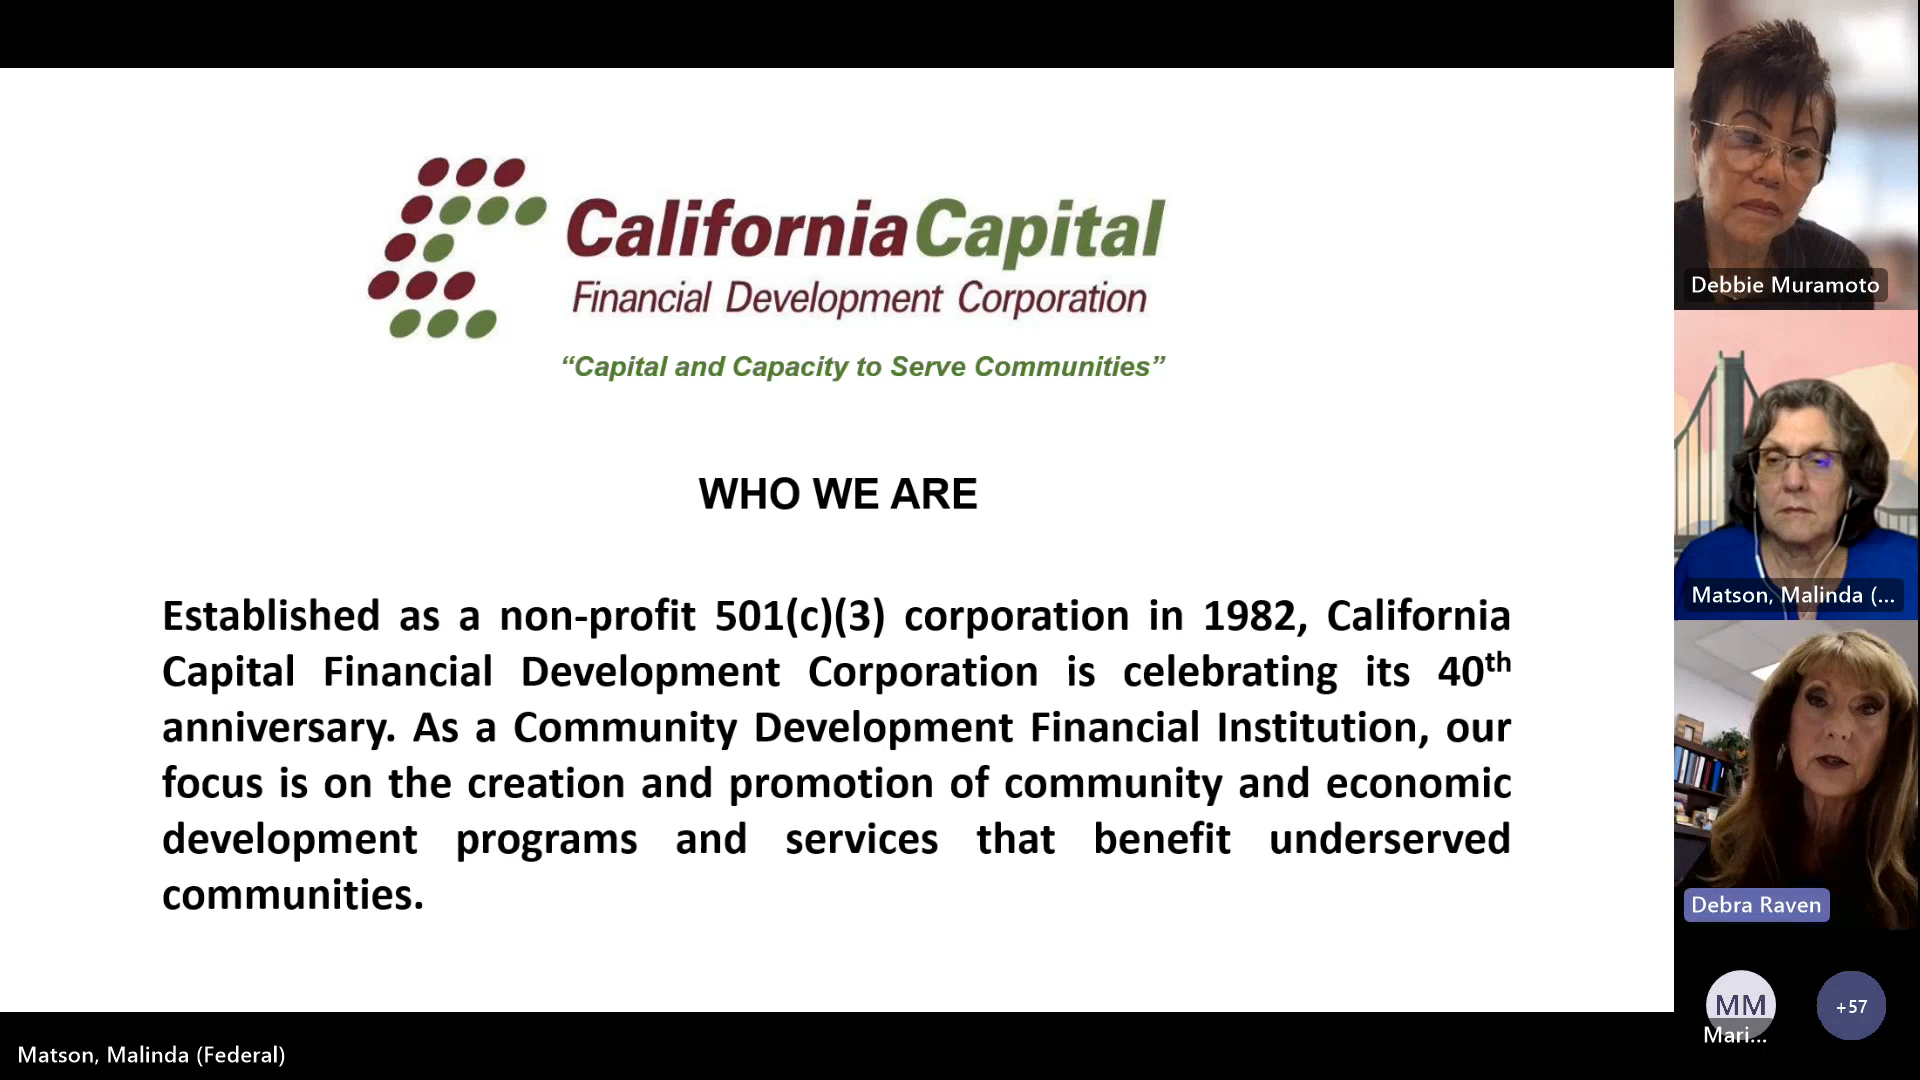 CaliforniaCapital
Financial Development Corporation
“Capital and Capacity to Serve Communities”
WHO WE ARE
Established as a non-profit 501(c)(3) corporation in 1982, California
Capital Financial Development Corporation is celebrating its 40th
anniversary. As a Community Development Financial Institution, our
focus is on the creation and promotion of community and economic
development programs and services that benefit underserved
communities.
Debbie Muramoto
Matson, Malinda (...
Debra Raven
MM
Mari...
+57
Matson, Malinda (Federal)